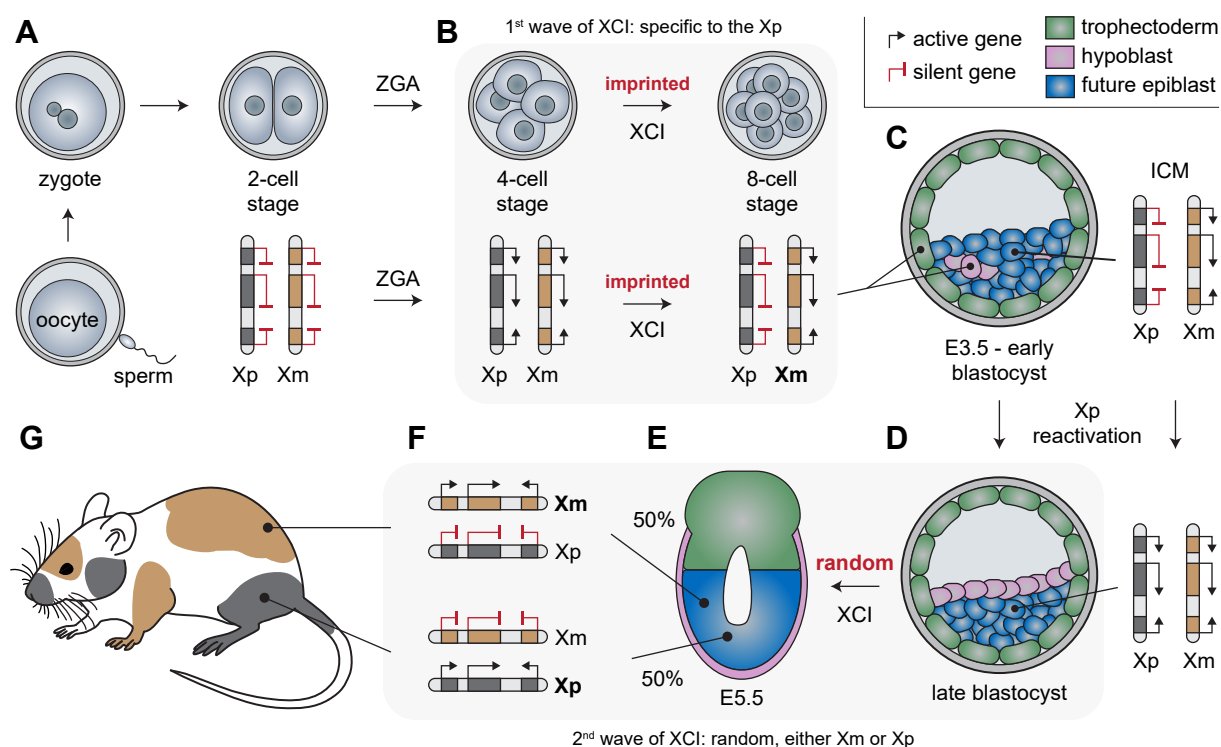 A
zygote
oocyte
sperm
2-cell
stage
Xp Xm
ZGA
ZGA
B
1st wave of XCI: specific to the Xp
4-cell
stage
imprinted
XCI
8-cell
stage
Xp Xm
imprinted
XCI
Xp Xm
active gene
silent gene
trophectoderm
hypoblast
future epiblast
C
E3.5 - early
blastocyst
ICM
Xp Xm
Xp
reactivation
D
late blastocyst
Xp Xm
random
XCI
E
50%
50%
E5.5
F
Xm
Xp
Xm
Xp
G
2nd wave of XCI: random, either Xm or Xp